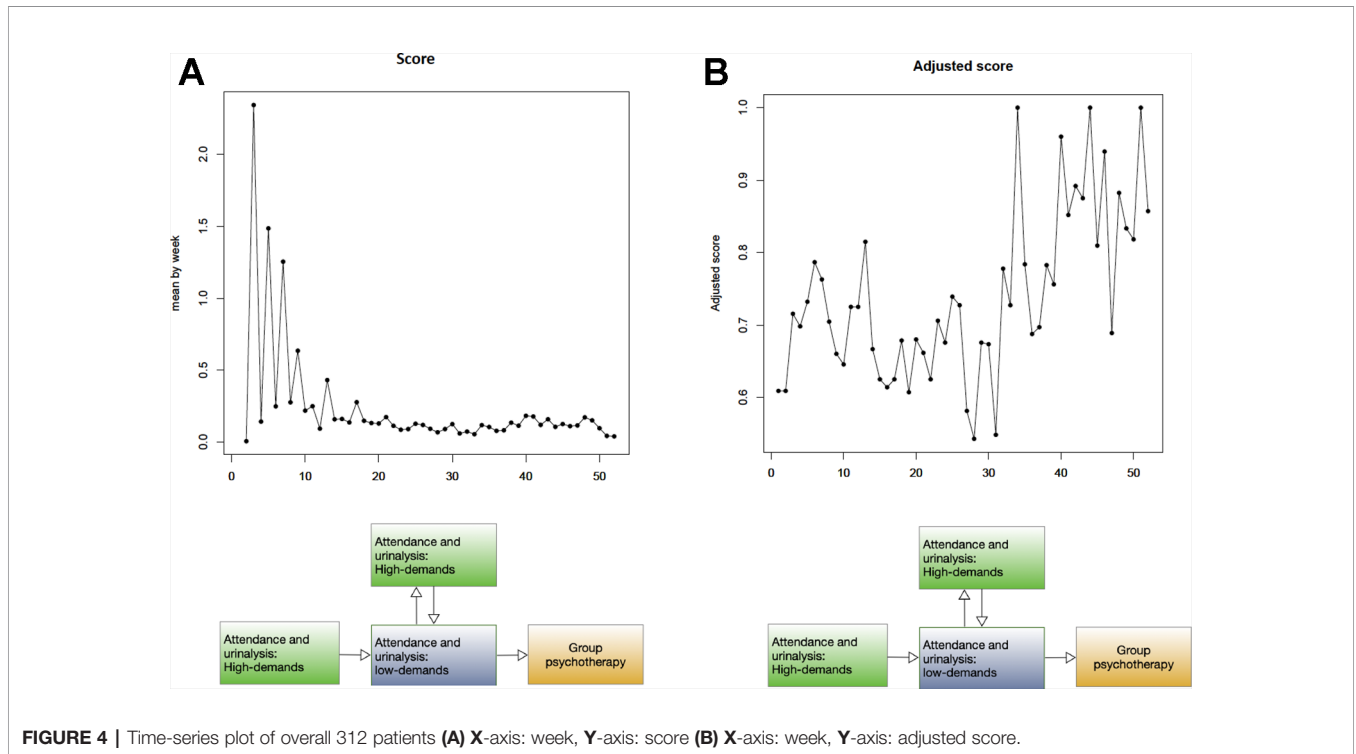 A
Score
mean by week
2.0
1.5
1.0
0.5
0.0
0 10 20 30 40 50
Attendance and
urinalysis:
High-demands
Attendance and
urinalysis:
High-demands
Attendance and
urinalysis:
low-demands
Group
psychotherapy
B
Adjusted score
Adjusted score
1.0
0.9
0.8
0.7
0.6
0 10 20 30 40 50
Attendance and
urinalysis:
High-demands
Attendance and
urinalysis:
High-demands
Attendance and
urinalysis:
low-demands
Group
psychotherapy
FIGURE 4 | Time-series plot of overall 312 patients (A) X-axis: week, Y-axis: score (B) X-axis: week, Y-axis: adjusted score.